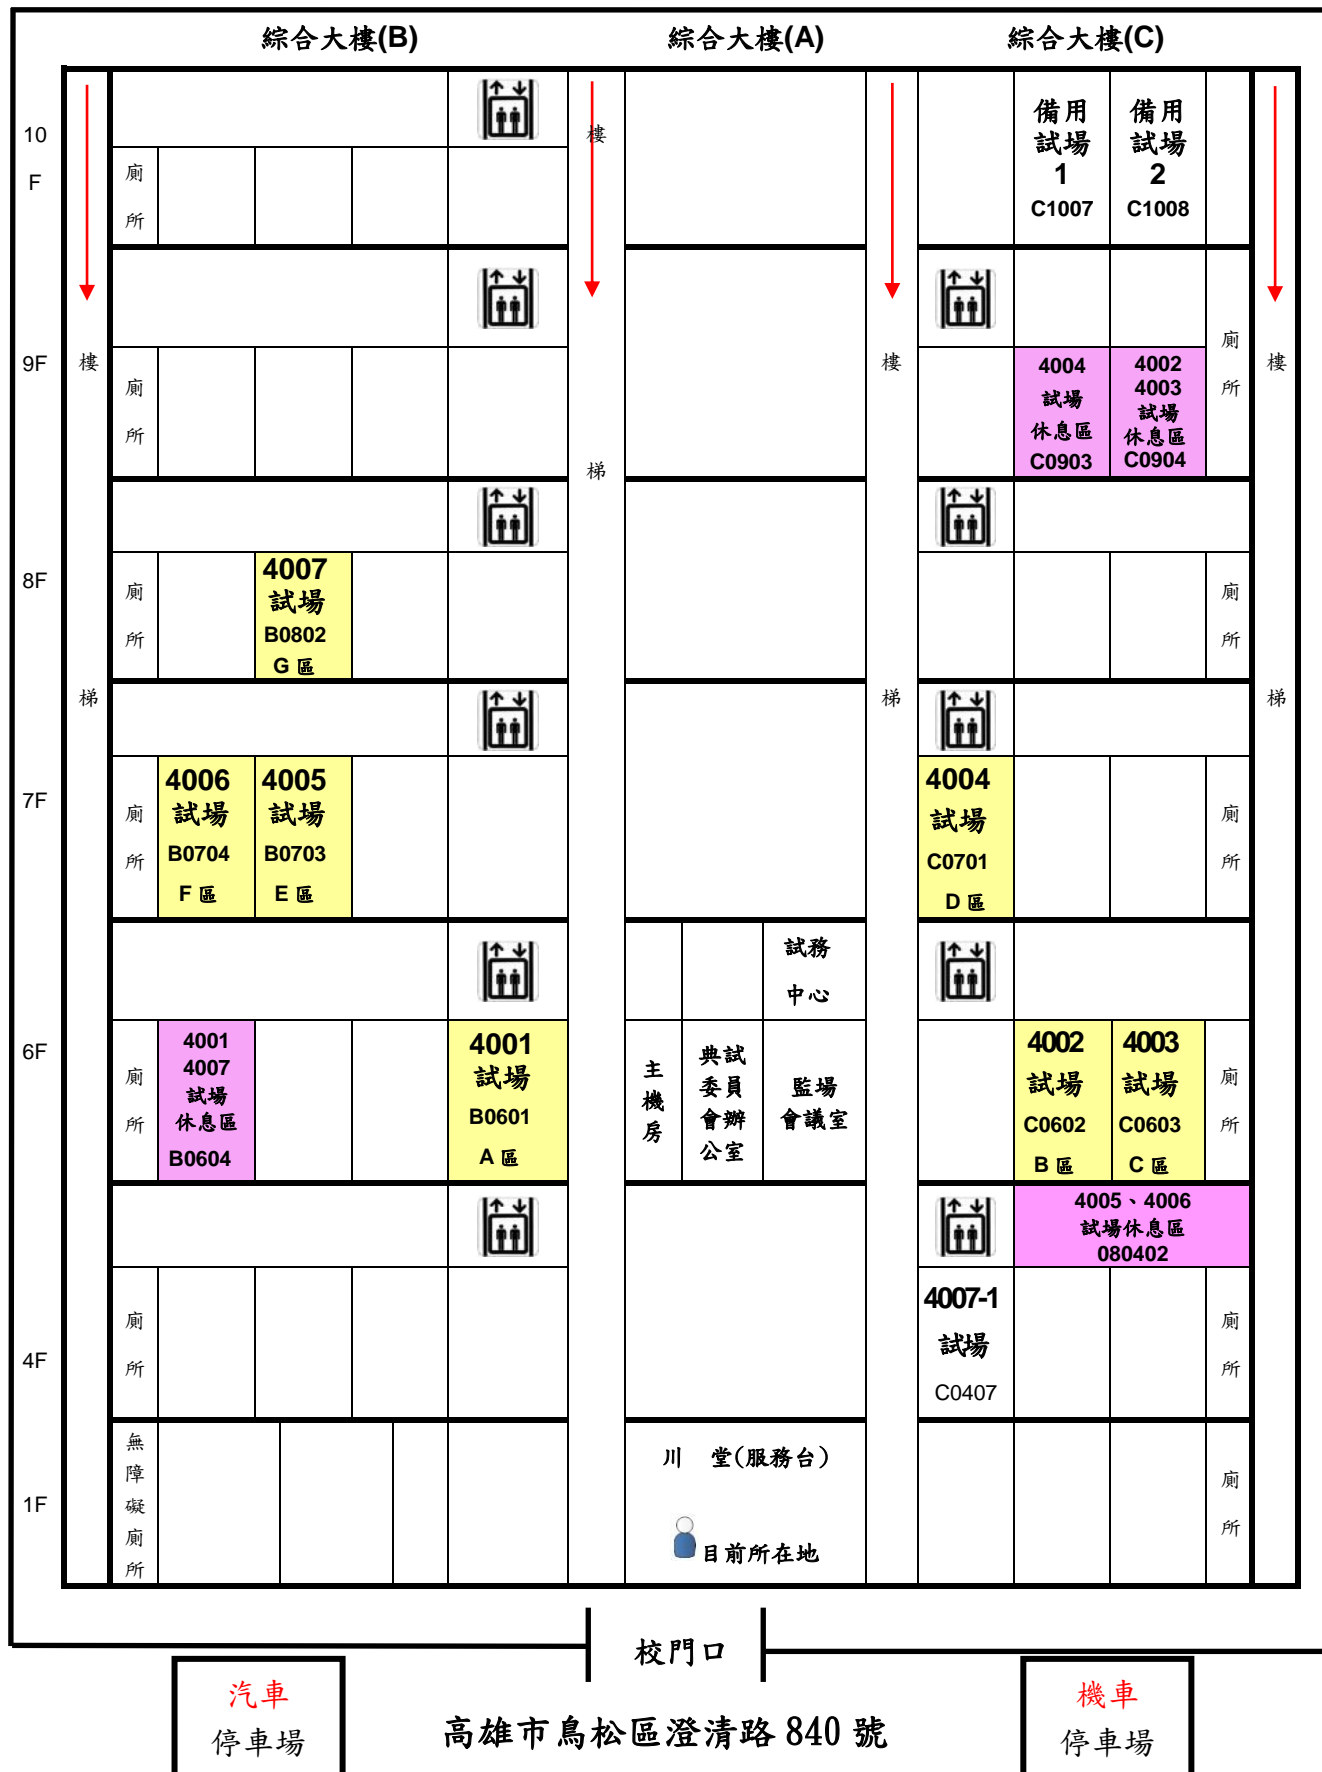 綜合大樓(B)
綜合大樓(A)
綜合大樓(C)
10
F
樓
備用
試場
1
C1007
備用
試場
2
C1008
廁
所
9F
樓
廁
所
梯
樓
4004
試場
休息區
C0903
4002
4003
試場
休息區
C0904
廁
所
樓
8F
廁
所
4007
試場
B0802
G 區
廁
所
梯
梯
梯
7F
廁
所
4006
試場
B0704
F 區
4005
試場
B0703
E 區
4004
試場
C0701
D 區
廁
所
試務
中心
6F
廁
所
4001
4007
試場
休息區
B0604
4001
試場
B0601
A 區
主
機
房
典試
委員
會辦
公室
監場
會議室
4002
試場
C0602
B 區
4003
試場
C0603
C 區
廁
所
4005、4006
試場休息區
080402
4F
廁
所
4007-1
試場
C0407
廁
所
1F
無
障
礙
廁
所
川 堂(服務台)
目前所在地
廁
所
校門口
汽車
停車場
高雄市鳥松區澄清路 840 號
機車
停車場